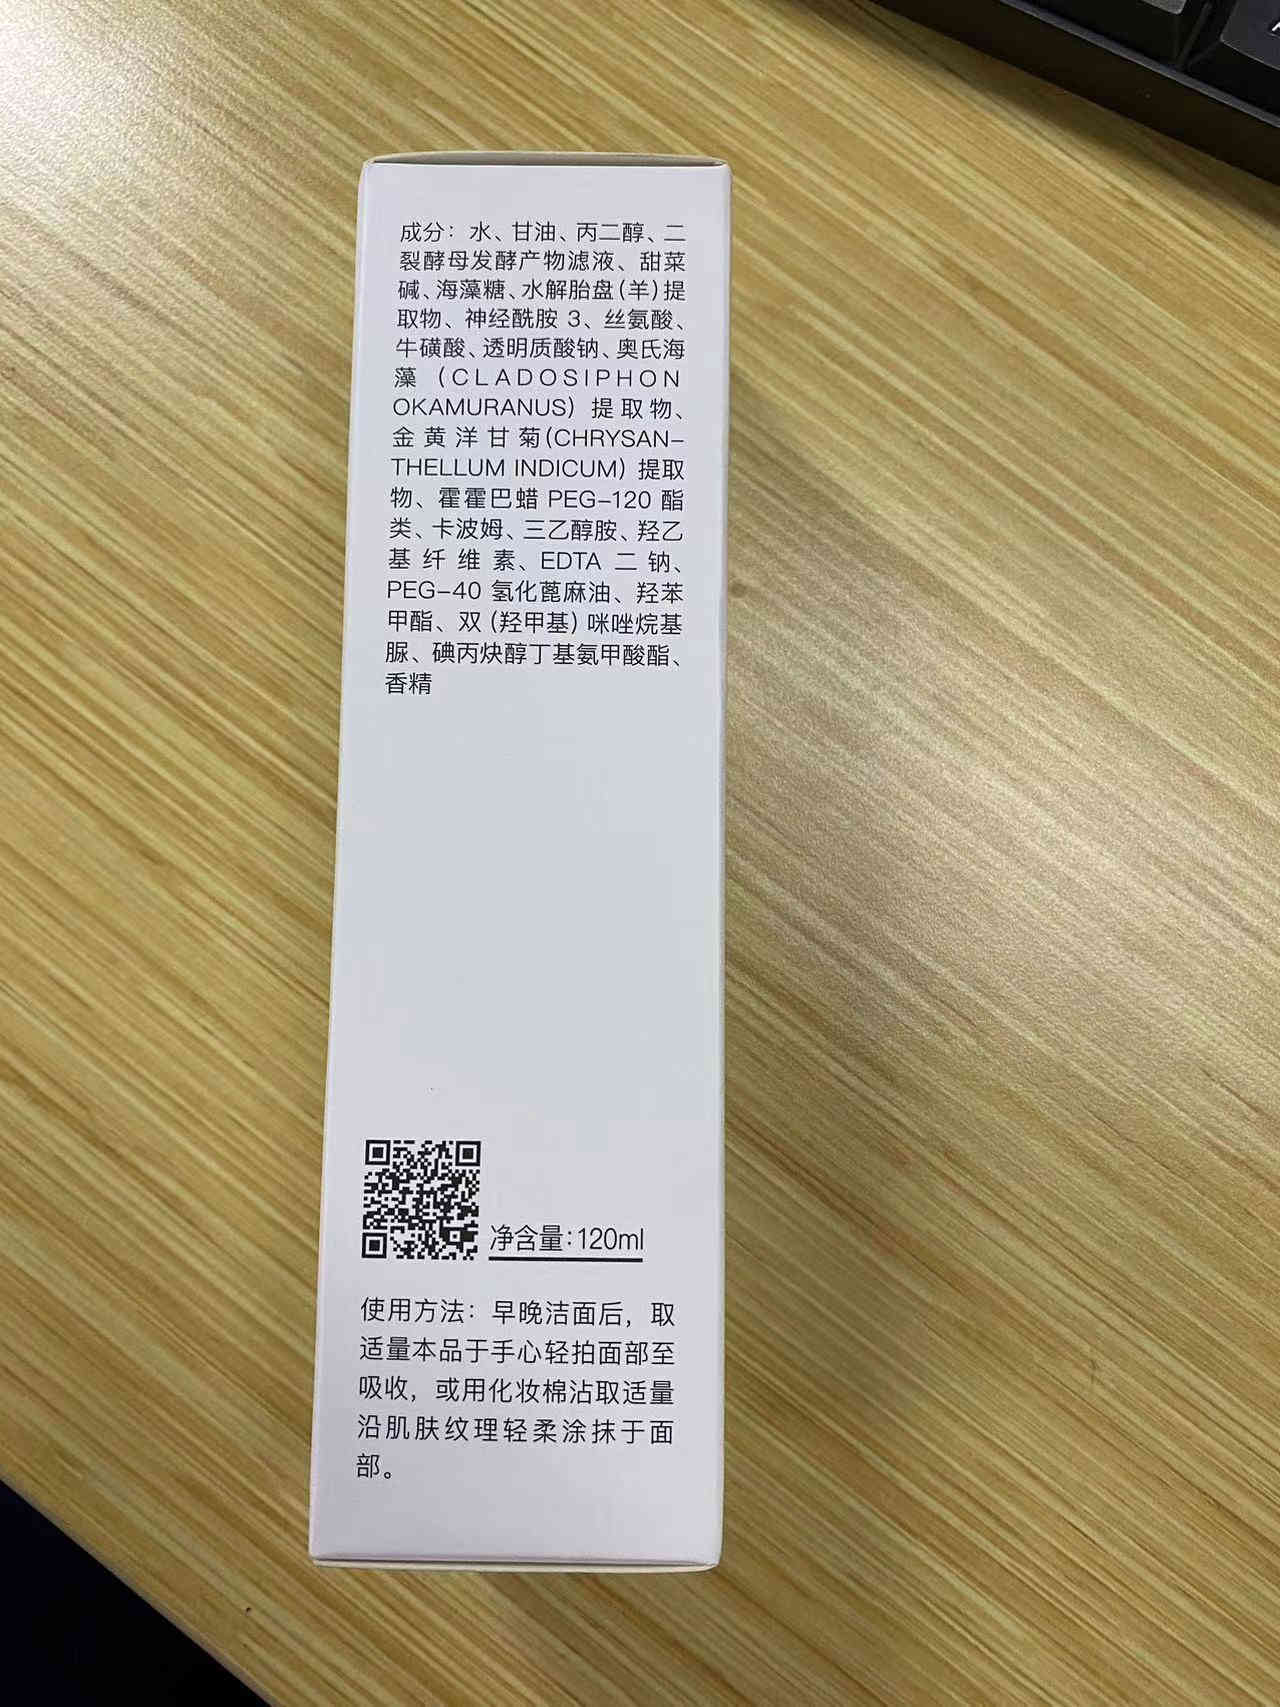 成分：水、甘油、丙二醇、二
裂酵母发酵产物滤液、甜菜
碱、海藻糖、水解胎盘（羊）提
取物、神经酰胺 3、丝氨酸、
牛磺酸、透明质酸钠、奥氏海
藻（CLADOSIPHON
OKAMURANUS）提取物、
金黄洋甘菊(CHRYSAN-
THELLUM INDICUM）提取
物、霍霍巴蜡 PEG-120 酯
类、卡波姆、三乙醇胺、羟乙
基纤维素、EDTA 二钠、
PEG-40 氢化蓖麻油、羟苯
甲酯、双（羟甲基）咪唑烷基
脲、碘丙炔醇丁基氨甲酸酯、
香精
净含量:120ml
使用方法：早晚洁面后，取
适量本品于手心轻拍面部至
吸收，或用化妆棉沾取适量
沿肌肤纹理轻柔涂抹于面
部。